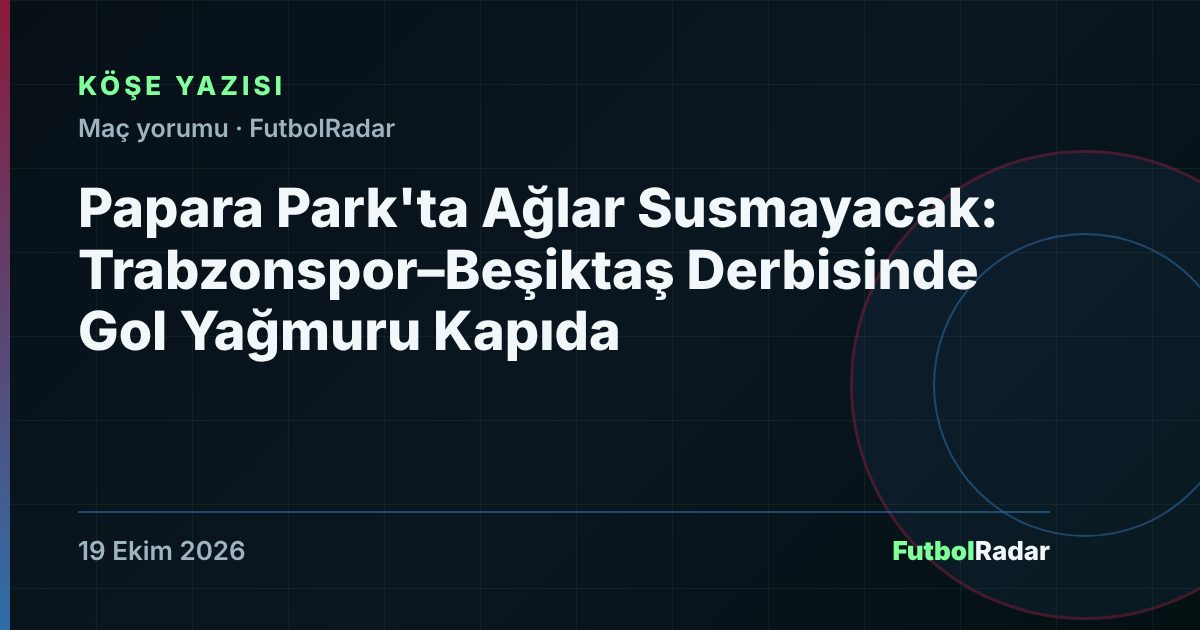 KÖŞE YAZISI
Maç yorumu · FutbolRadar
Papara Park'ta Ağlar Susmayacak:
Trabzonspor–Beşiktaş Derbisinde
Gol Yağmuru Kapıda
19 Ekim 2026
FutbolRadar